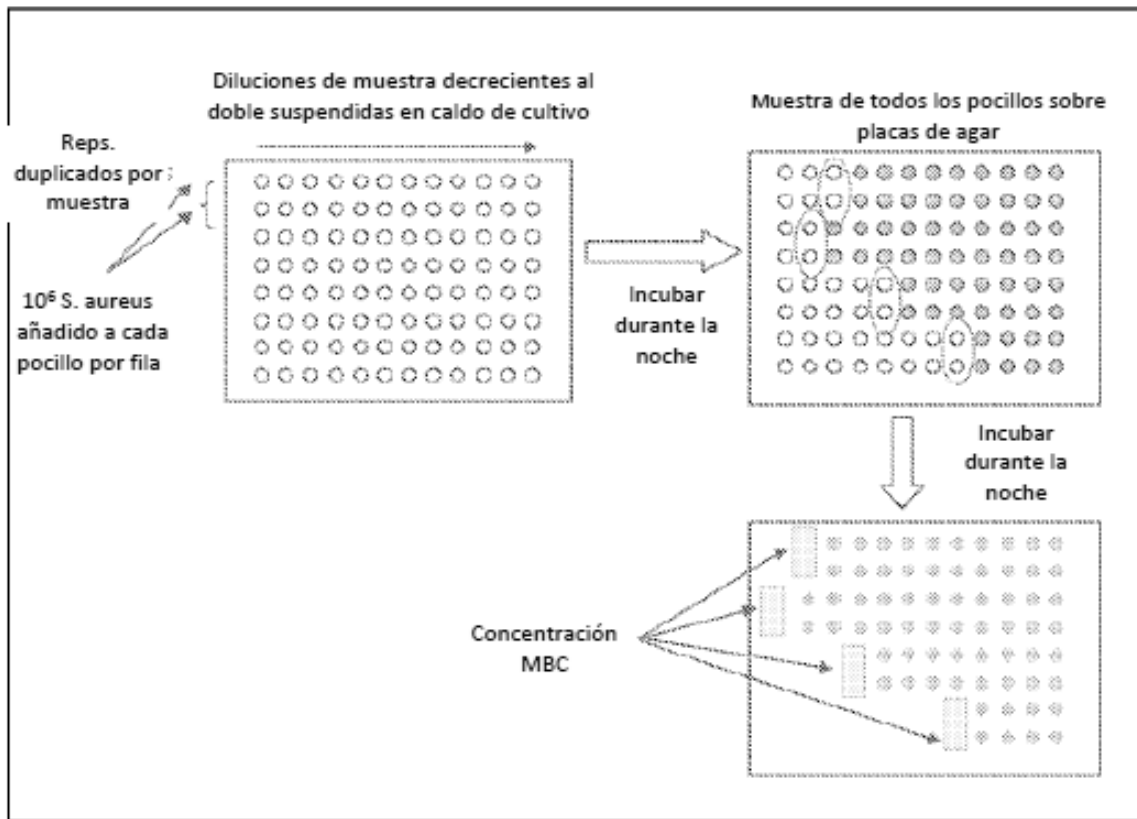 Diluciones de muestra decrecientes al
doble suspendidas en caldo de cultivo
Reps.
duplicados por
muestra
10⁶ S. aureus
añadido a cada
pocillo por fila
Incubar
durante la
noche
Muestra de todos los pocillos sobre
placas de agar
Incubar
durante la
noche
Concentración
MBC